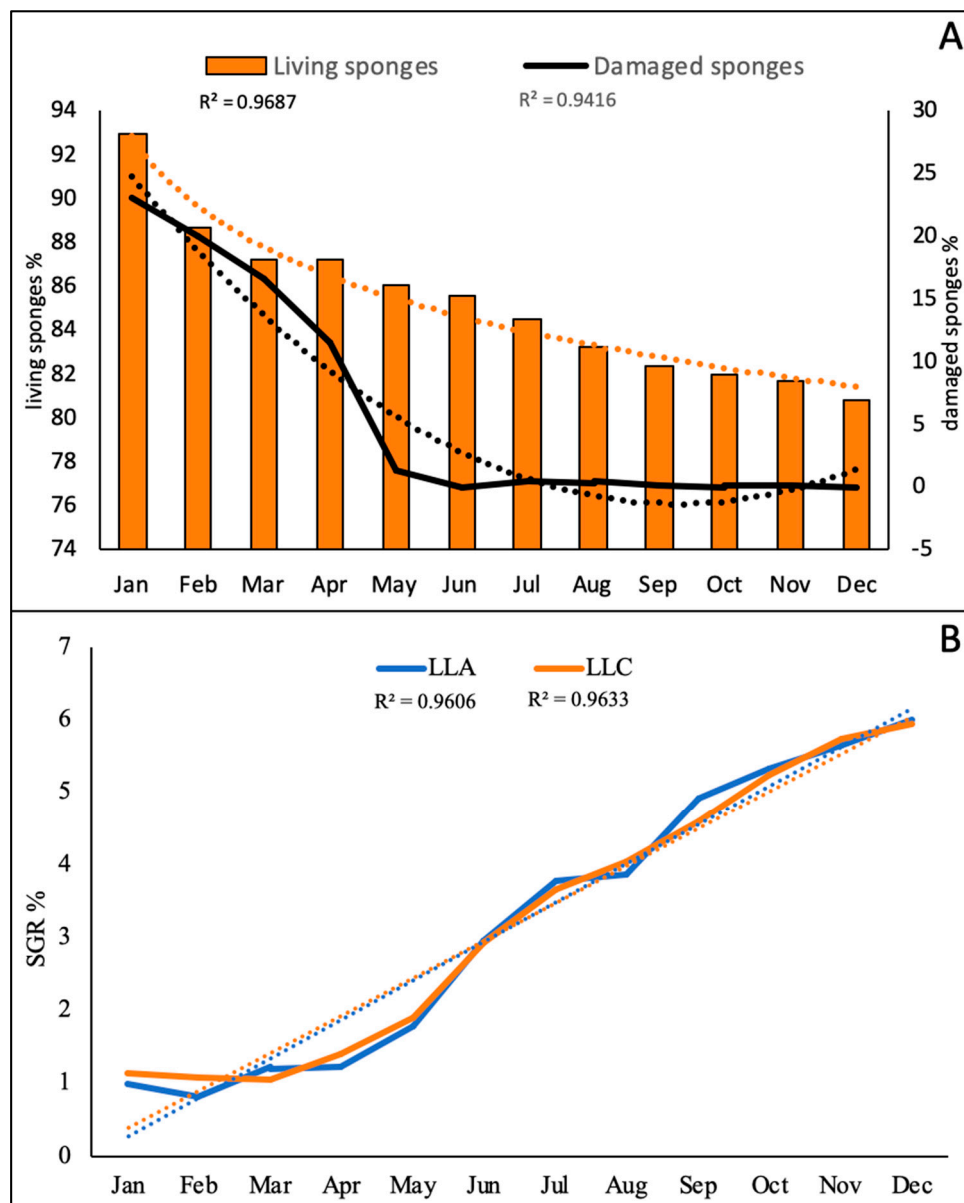 A
Living sponges Damaged sponges
R² = 0.9687 R² = 0.9416
94 30
92 25
90 20
88 15
86 10
84 5
82 0
80 -5
78
76
74
living sponges %
damaged sponges %
Jan Feb Mar Apr May Jun Jul Aug Sep Oct Nov Dec
B
LLA LLC
R² = 0.9606 R² = 0.9633
7
6
5
4
3
2
1
0
SGR %
Jan Feb Mar Apr May Jun Jul Aug Sep Oct Nov Dec